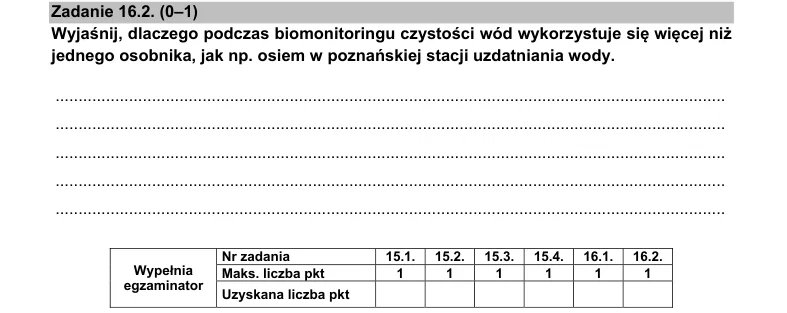 Zadanie 16.2. (0–1)
Wyjaśnij, dlaczego podczas biomonitoringu czystości wód wykorzystuje się więcej niż
jednego osobnika, jak np. osiem w poznańskiej stacji uzdatniania wody.
....................................................................................................................................................
....................................................................................................................................................
....................................................................................................................................................
....................................................................................................................................................
....................................................................................................................................................
Wypełnia egzaminator
Nr zadania 15.1. 15.2. 15.3. 15.4. 16.1. 16.2.
Maks. liczba pkt 1 1 1 1 1 1
Uzyskana liczba pkt